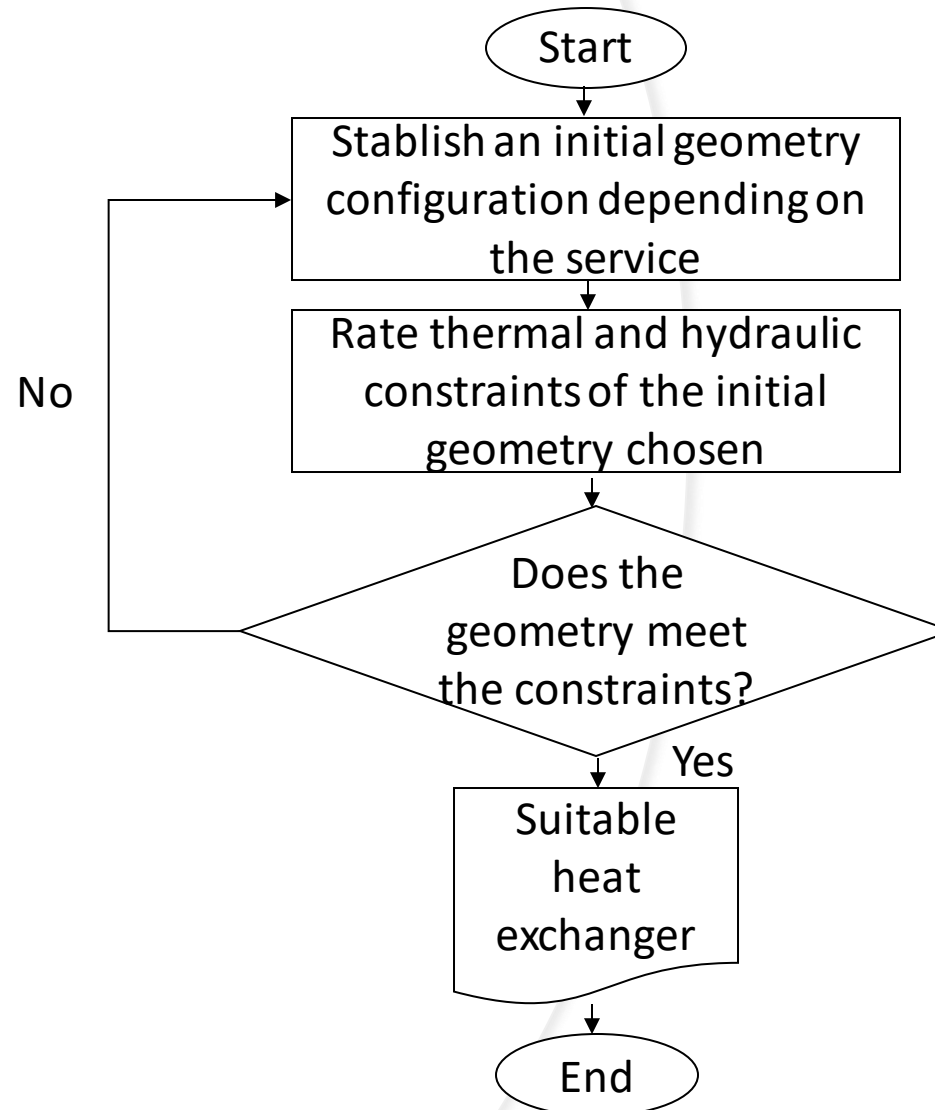 Start
Stablish an initial geometry
configuration depending on
the service
Rate thermal and hydraulic
constraints of the initial
geometry chosen
No
Does the
geometry meet
the constraints?
Yes
Suitable
heat
exchanger
End